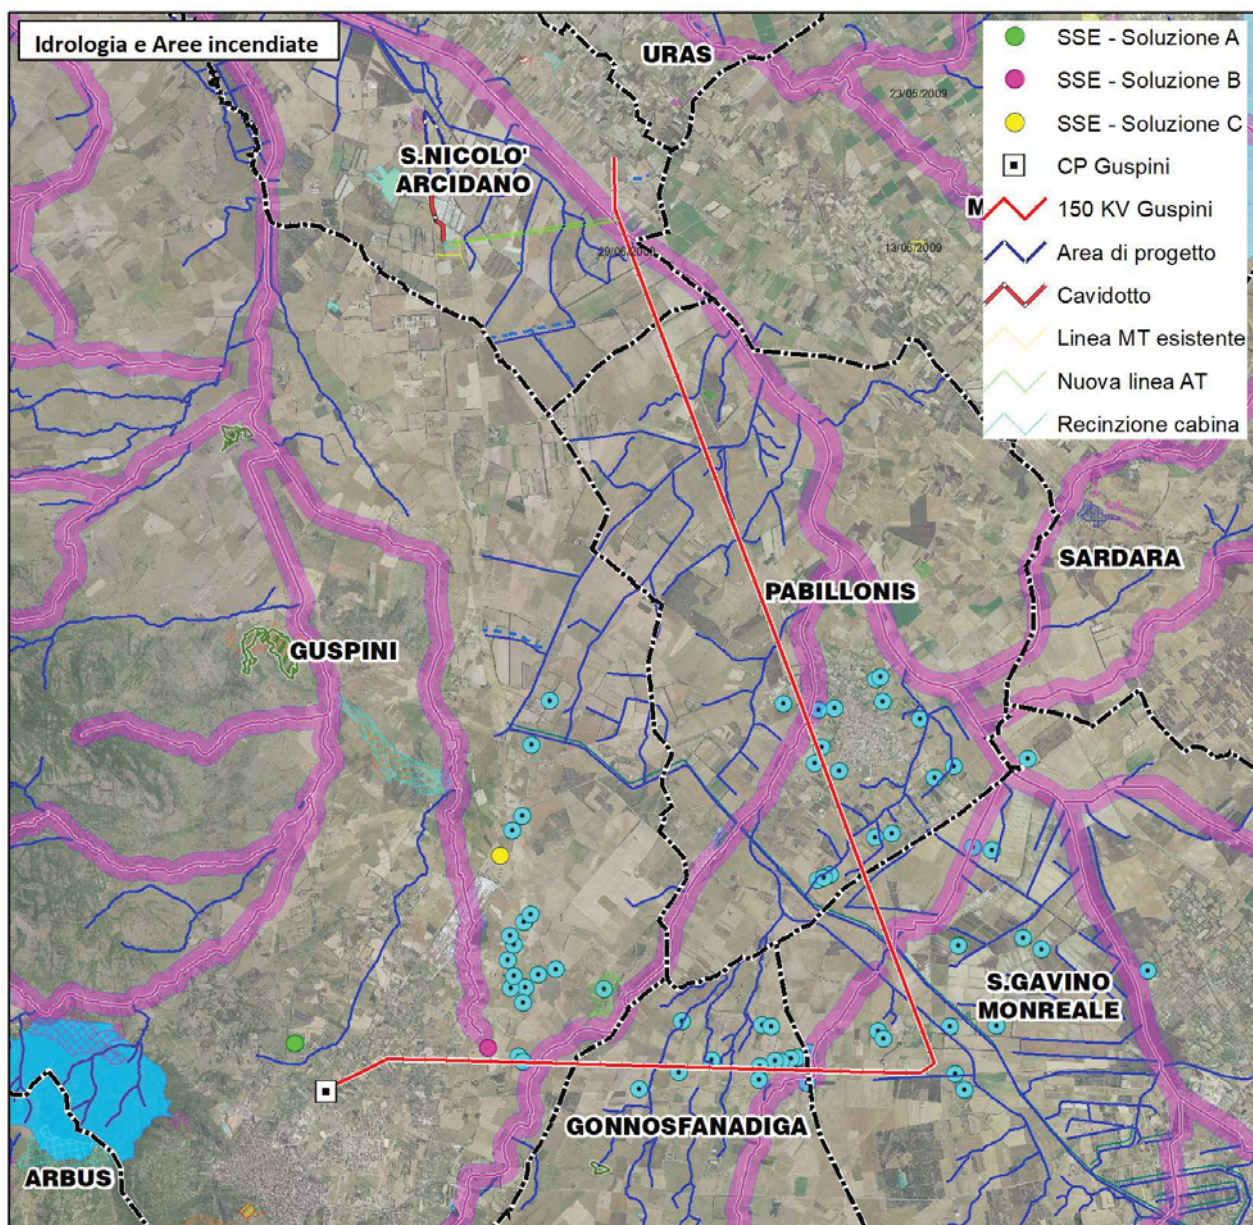 Idrologia e Aree incendiate
URAS
23/05/2009
S.NICOLO'
ARCIDANO
29/06/2009
13/06/2009
M
SSE - Soluzione A
SSE - Soluzione B
SSE - Soluzione C
CP Guspini
150 KV Guspini
Area di progetto
Cavidotto
Linea MT esistente
Nuova linea AT
Recinzione cabina
SARDARA
PABILLONIS
GUSPINI
S.GAVINO
MONREALE
GONNOSFANADIGA
ARBUS